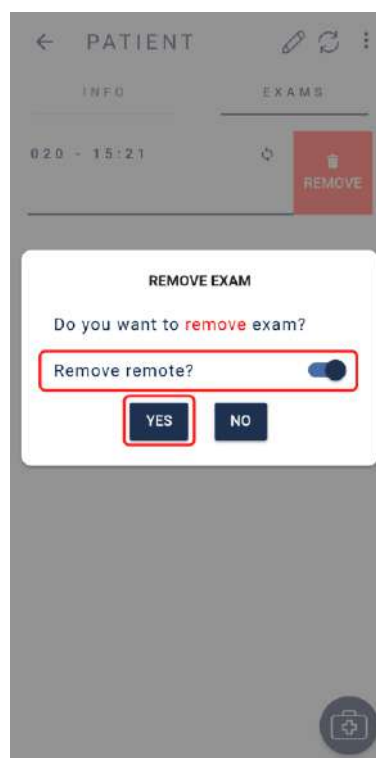 PATIENT
INFO
EXAMS
020 - 15:21
REMOVE
REMOVE EXAM
Do you want to remove exam?
Remove remote?
YES
NO